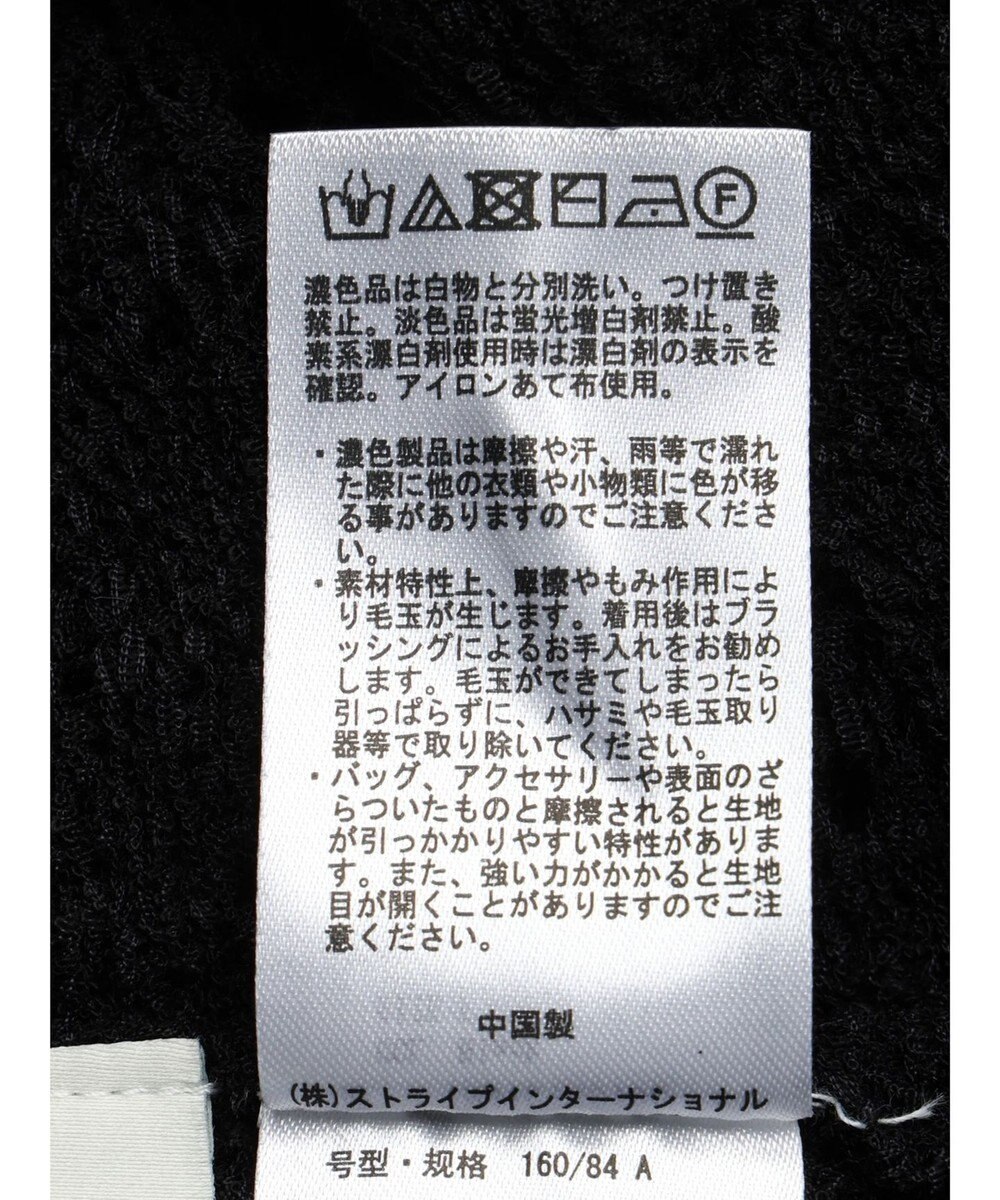 F
濃色品は白物と分別洗い。つけ置き
禁止。淡色品は蛍光増白剤禁止。酸
素系漂白剤使用時は漂白剤の表示を
確認。アイロンあて布使用。
・濃色製品は摩擦や汗、雨等で濡れ
た際に他の衣類や小物類に色が移
る事がありますのでご注意くださ
い。
・素材特性上、摩擦やもみ作用によ
り毛玉が生じます。着用後はブラ
ッシングによるお手入れをお勧め
します。毛玉ができてしまったら
引っぱらずに、ハサミや毛玉取り
器等で取り除いてください。
・バッグ、アクセサリーや表面のざ
らついたものと摩擦されると生地
が引っかかりやすい特性がありま
す。また、強い力がかかると生地
目が開くことがありますのでご注
意ください。
中国製
(株)ストライプインターナショナル
号型・规格 160/84 A